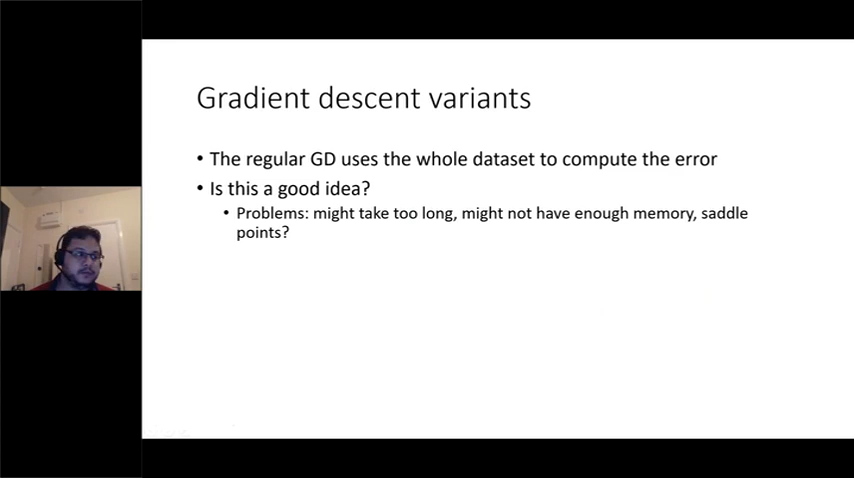 Gradient descent variants
• The regular GD uses the whole dataset to compute the error
• Is this a good idea?
• Problems: might take too long, might not have enough memory, saddle
points?